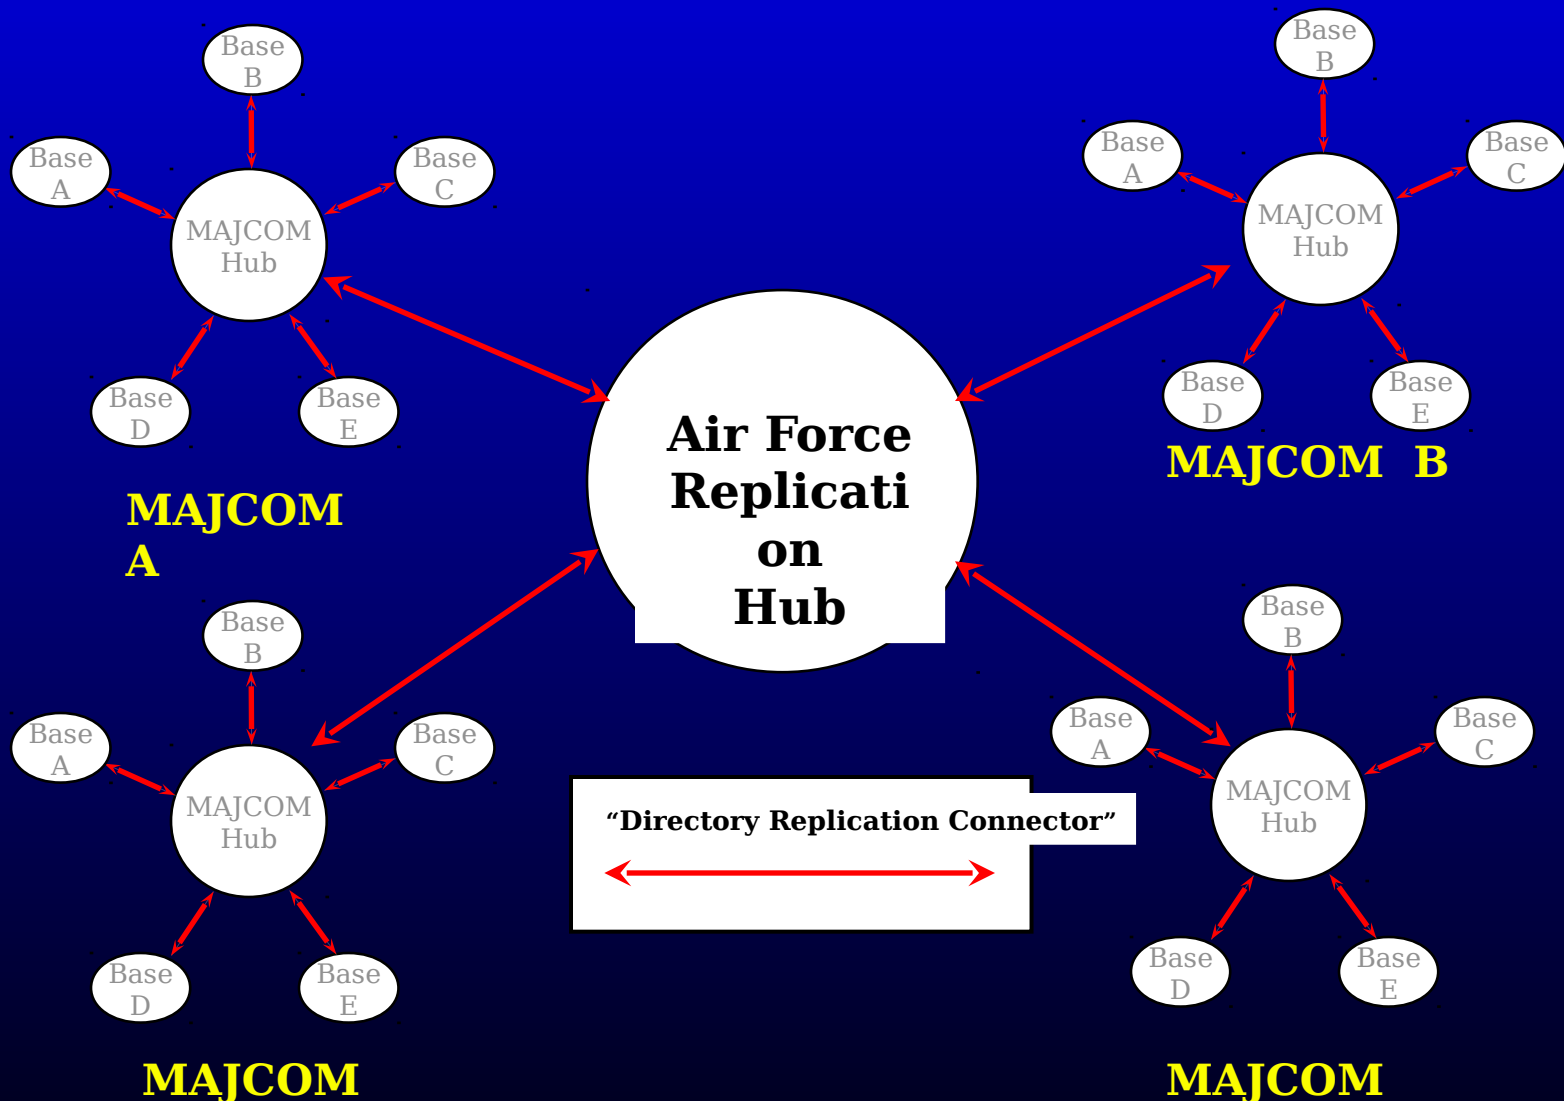 Base
B
Base
A
Base
C
MAJCOM
Hub
Base
D
Base
E
MAJCOM
A
Base
B
Base
A
Base
C
MAJCOM
Hub
Base
D
Base
E
MAJCOM  B
Air Force
Replicati
on
Hub
Base
B
Base
A
Base
C
MAJCOM
Hub
Base
D
Base
E
MAJCOM
“Directory Replication Connector”
Base
B
Base
A
Base
C
MAJCOM
Hub
Base
D
Base
E
MAJCOM